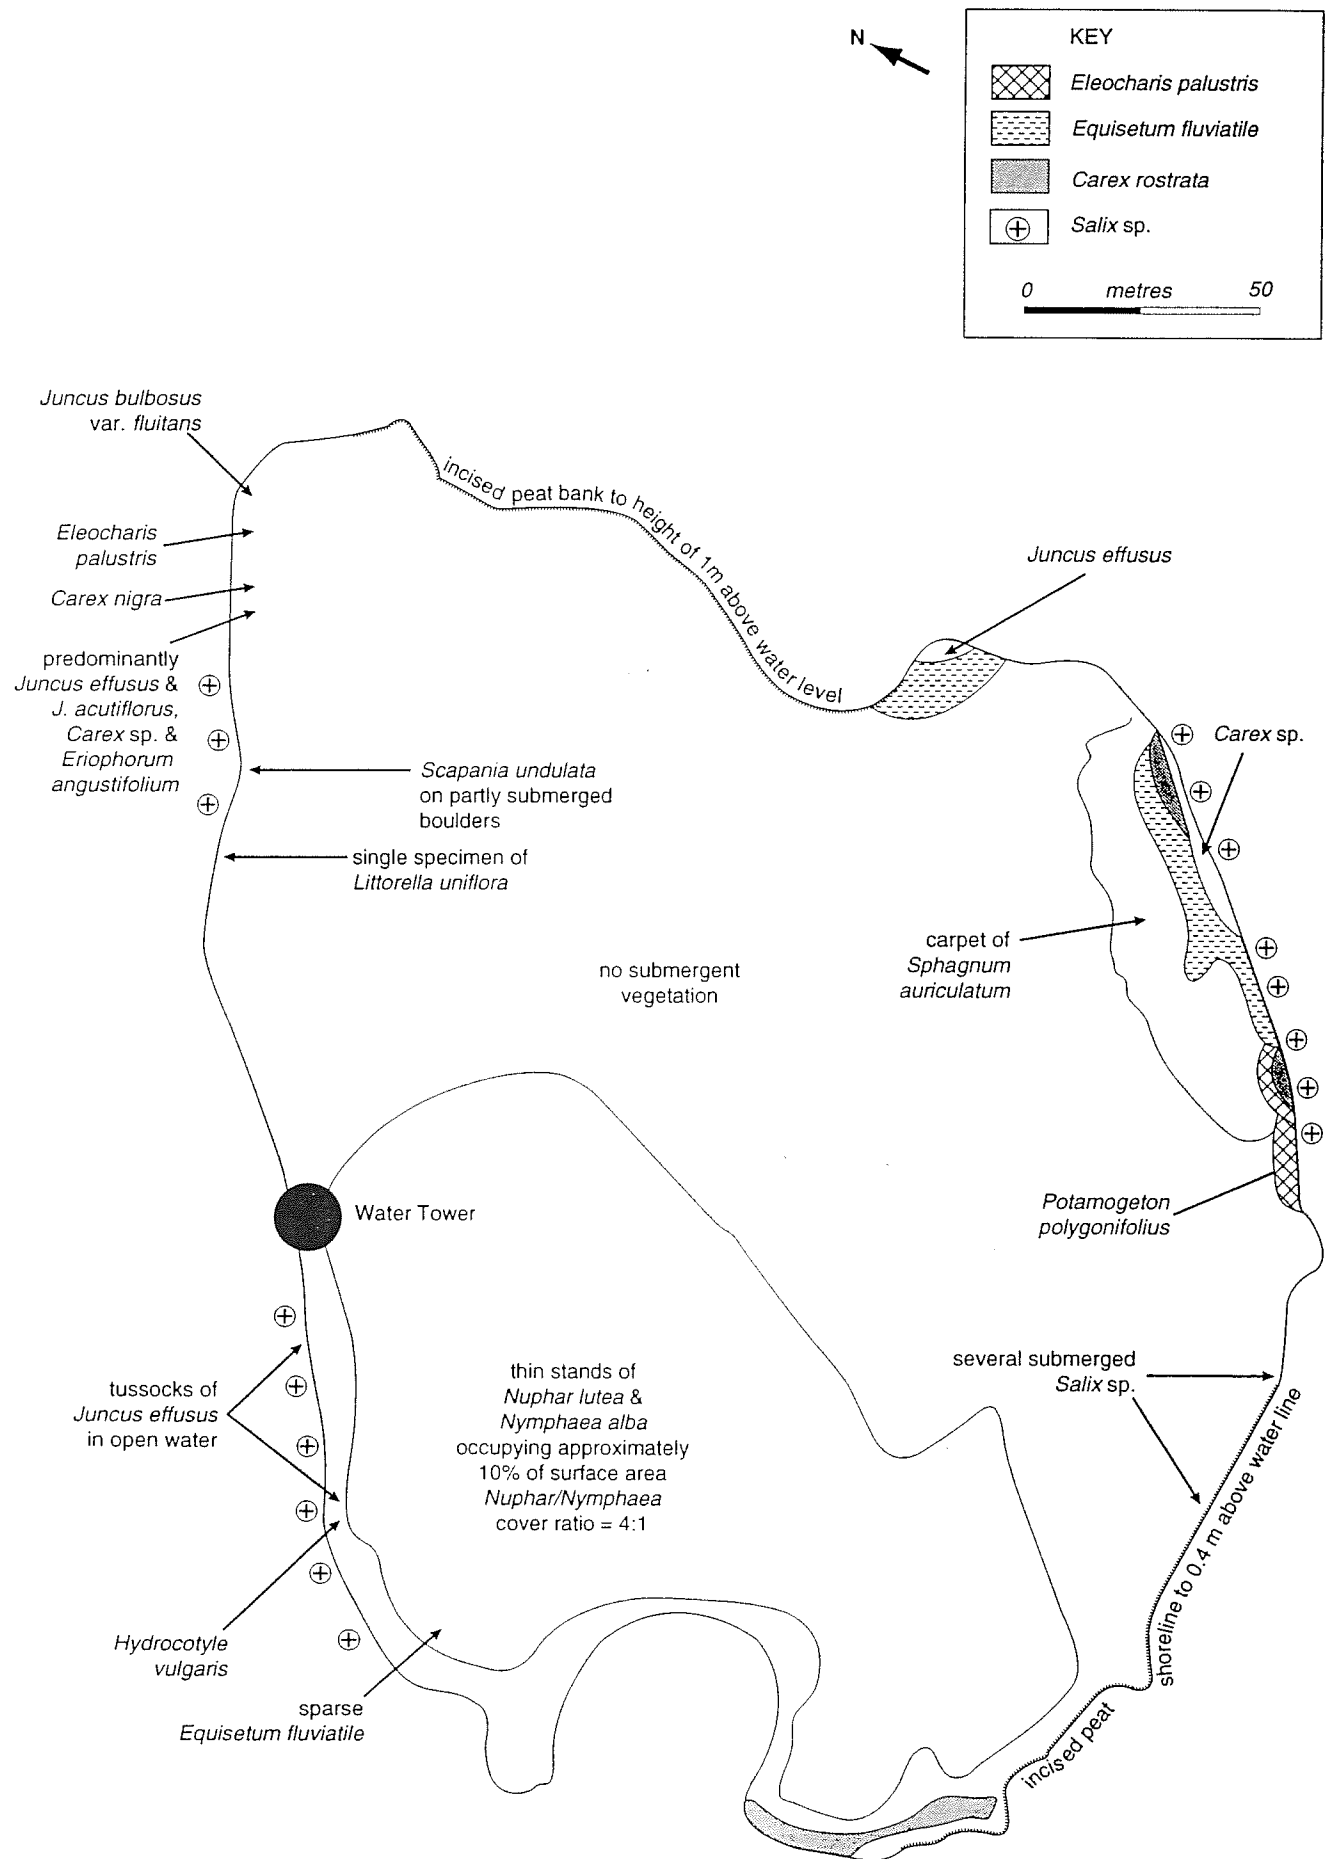 N
KEY
Eleocharis palustris
Equisetum fluviatile
Carex rostrata
Salix sp.
0 metres 50
Juncus bulbosus
var. fluitans
Eleocharis
palustris
Carex nigra
predominantly
Juncus effusus &
J. acutiflorus,
Carex sp. &
Eriophorum
angustifolium
incised peat bank to height of 1m above water level
Juncus effusus
Carex sp.
Scapania undulata
on partly submerged
boulders
single specimen of
Littorella uniflora
carpet of
Sphagnum
auriculatum
no submergent
vegetation
Water Tower
Potamogeton
polygonifolius
several submerged
Salix sp.
thin stands of
Nuphar lutea &
Nymphaea alba
occupying approximately
10% of surface area
Nuphar/Nymphaea
cover ratio = 4:1
tussocks of
Juncus effusus
in open water
Hydrocotyle
vulgaris
sparse
Equisetum fluviatile
incised peat
shoreline to 0.4 m above water line